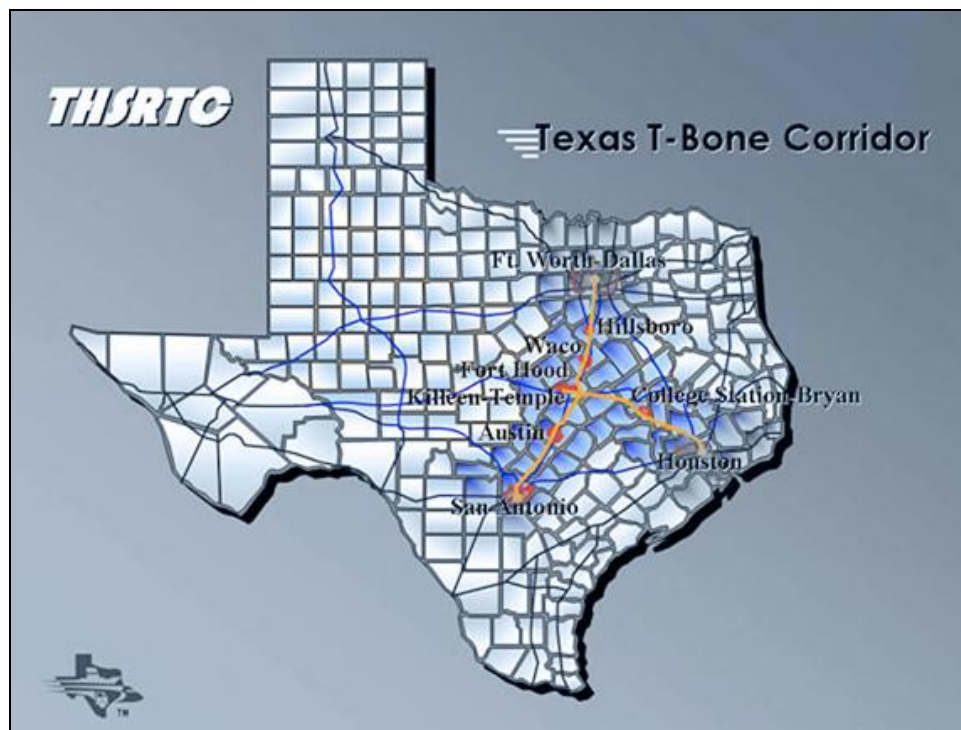 THSRTC
Texas T-Bone Corridor
Ft. Worth-Dallas
Hillsboro
Waco
Fort Hood
Killeen-Temple
College Station-Bryan
Austin
Houston
San Antonio
TM